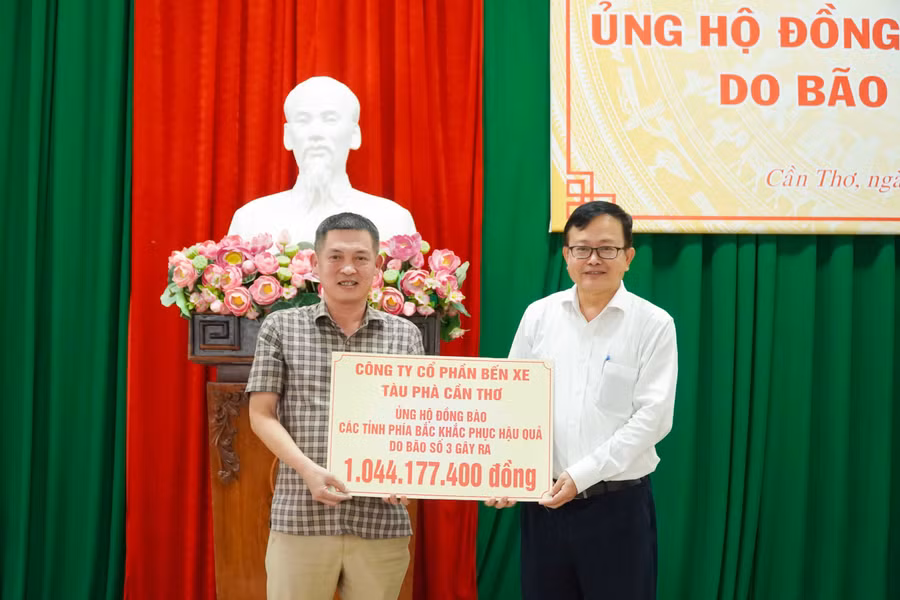 ỦNG HỘ ĐỒNG
DO BÃO
Cần Thơ, ngà
CÔNG TY CỔ PHẦN BẾN XE
TÀU PHÀ CẦN THƠ
ỦNG HỘ ĐỒNG BÀO
CÁC TỈNH PHÍA BẮC KHẮC PHỤC HẬU QUẢ
DO BÃO SỐ 3 GÂY RA
1.044.177.400 đồng